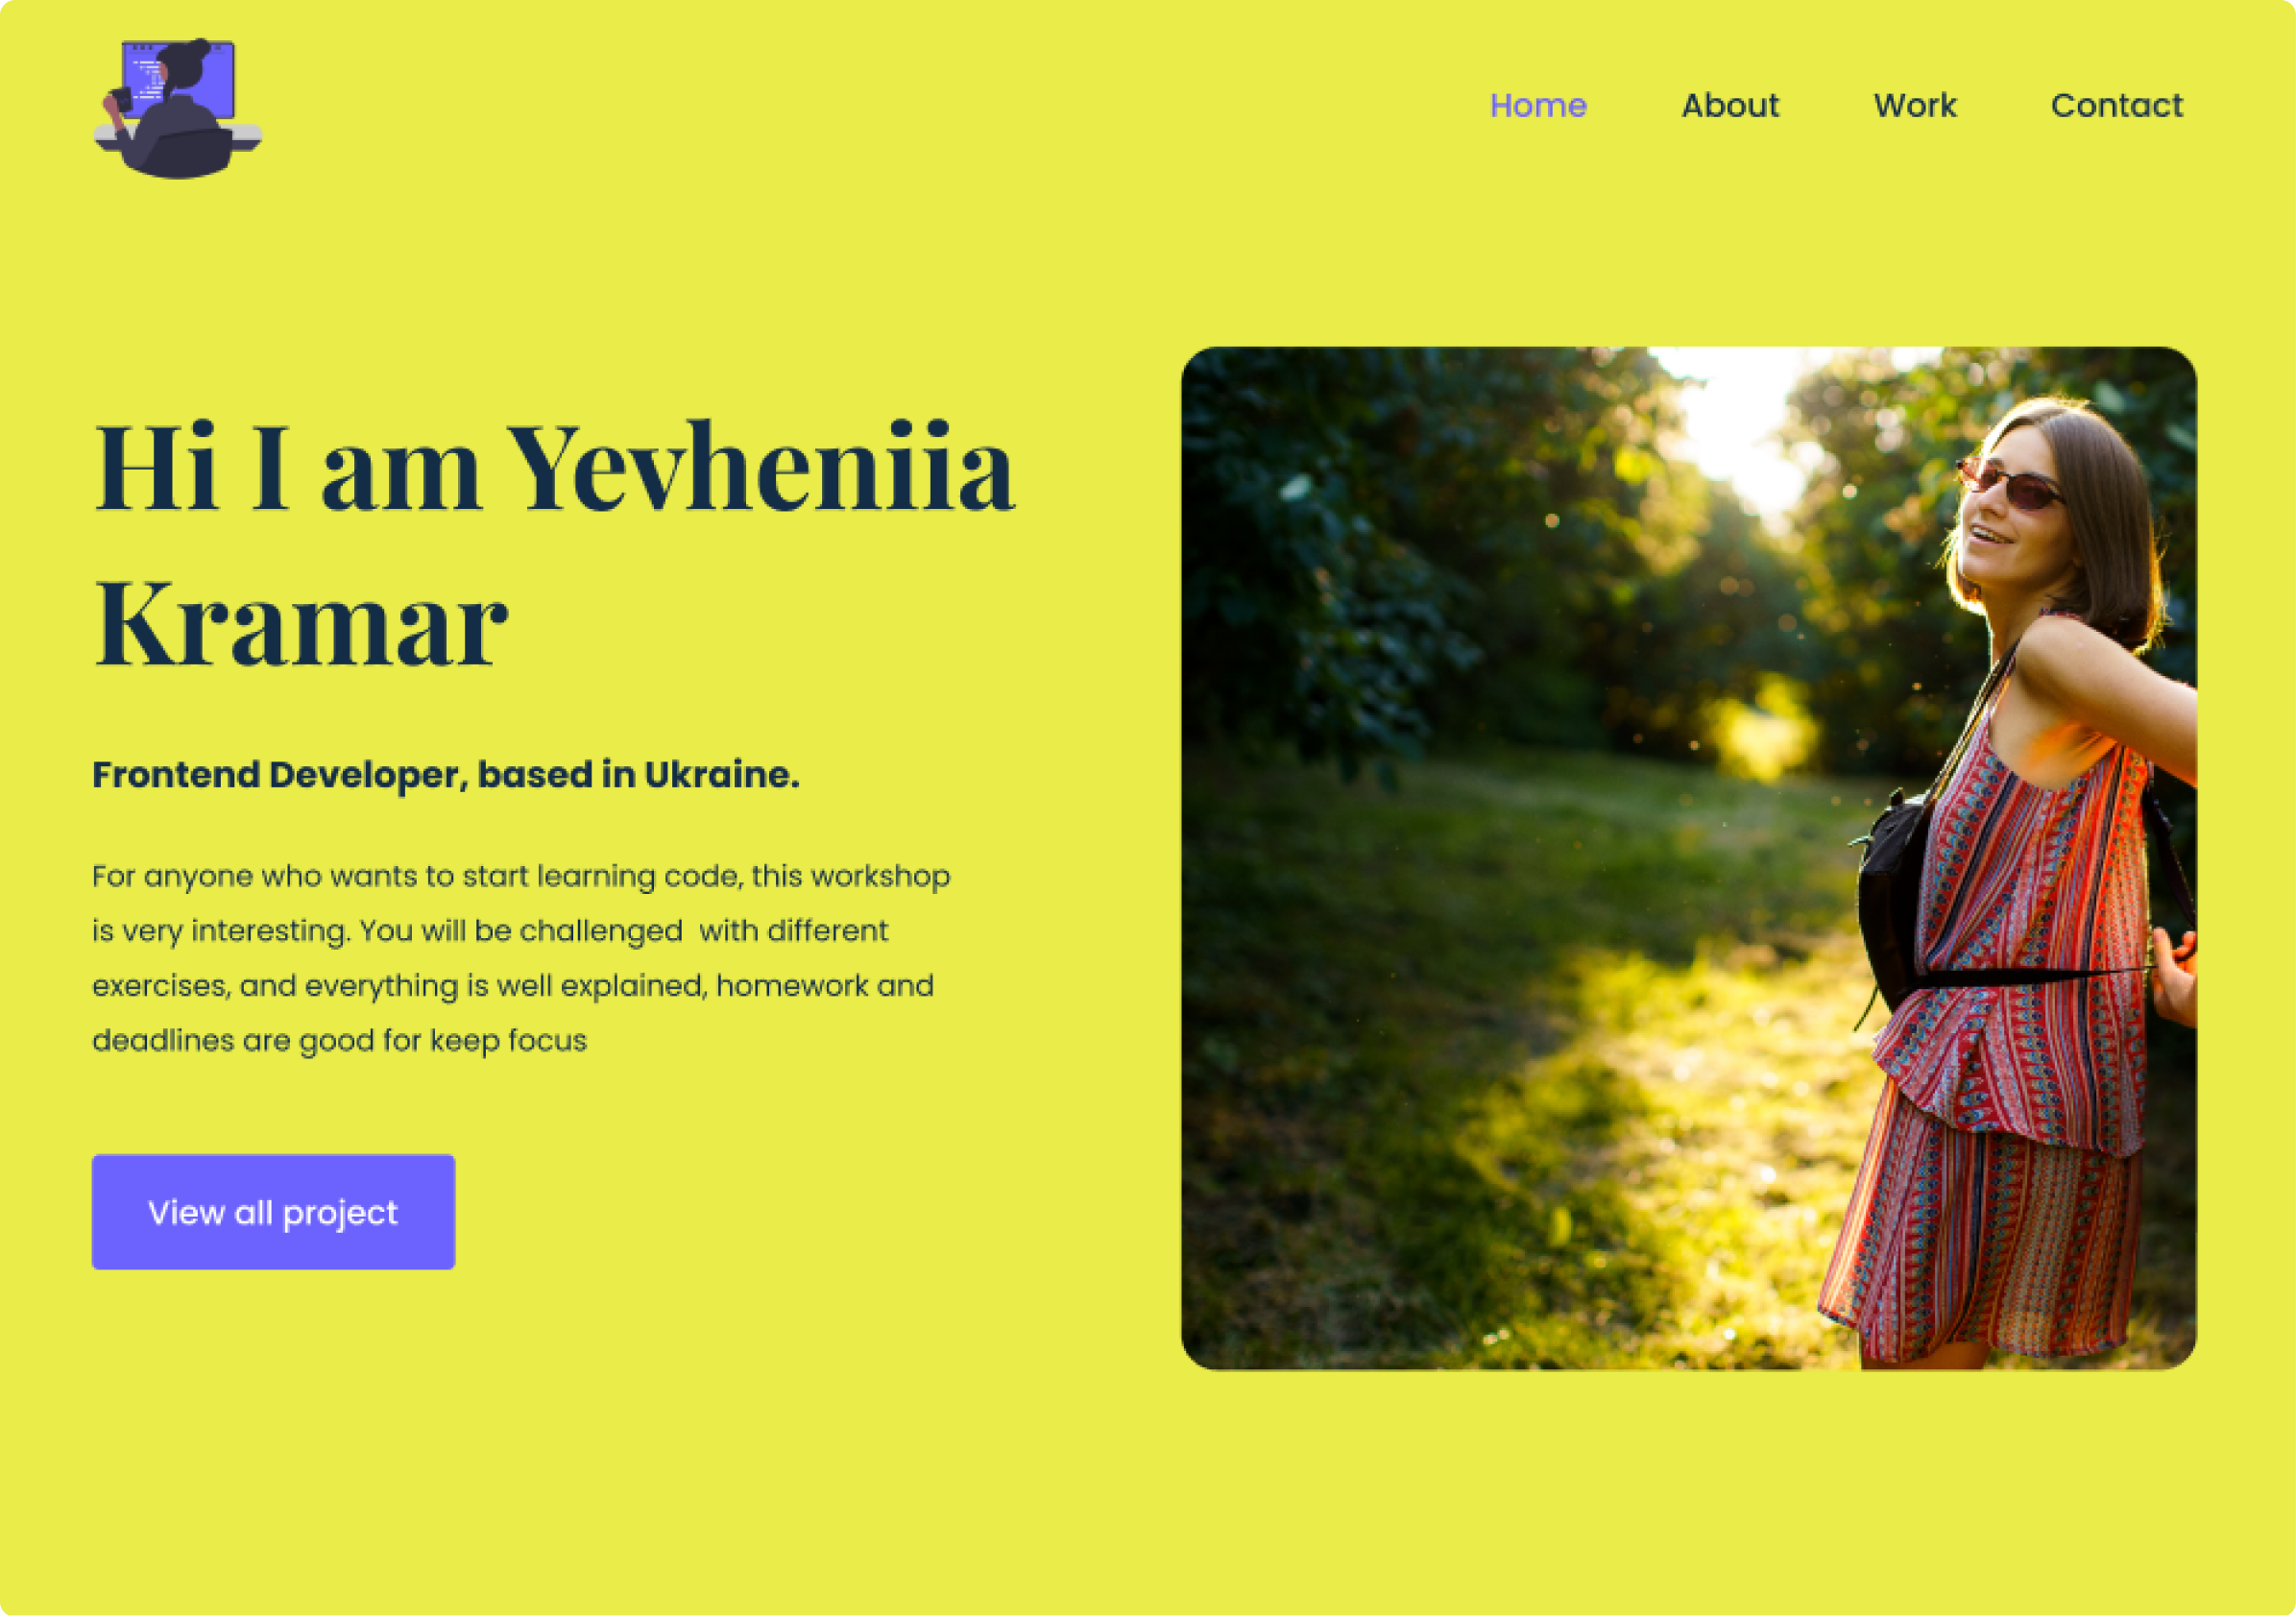 Home About Work Contact
Hi I am Yevheniia
Kramar
Frontend Developer, based in Ukraine.
For anyone who wants to start learning code, this workshop
is very interesting. You will be challenged  with different
exercises, and everything is well explained, homework and
deadlines are good for keep focus
View all project